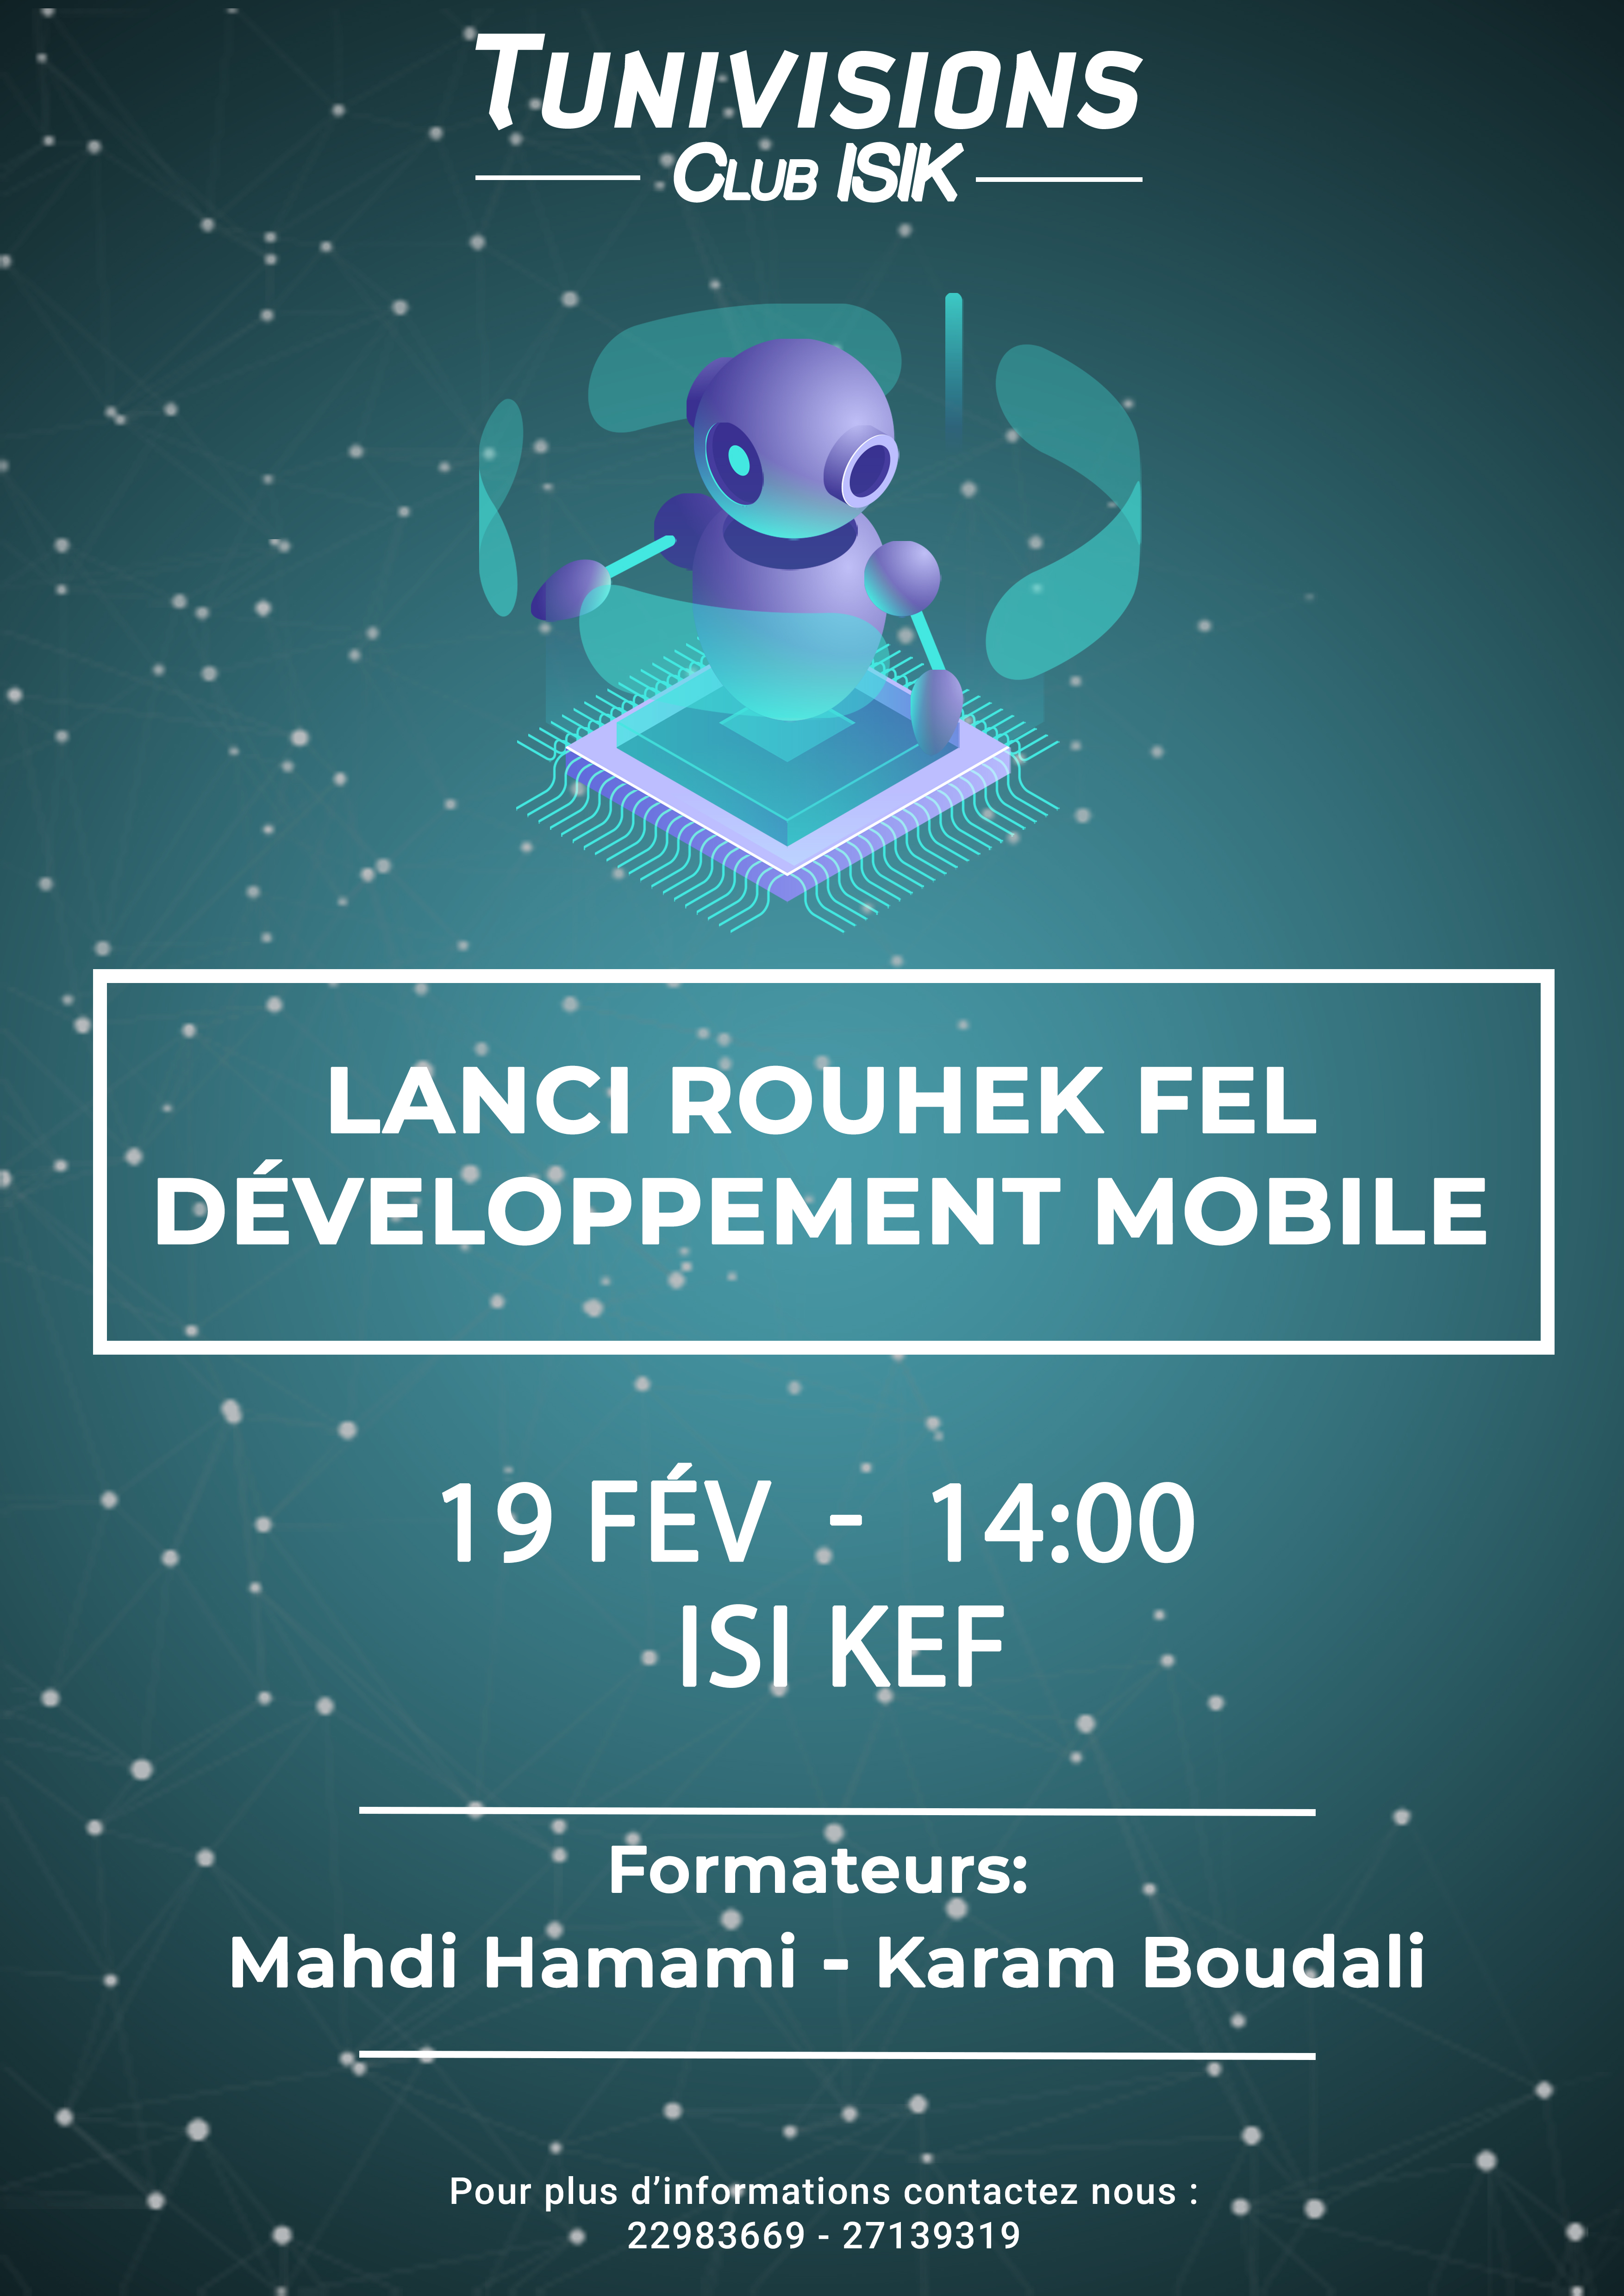 TUNIVISIONS
CLUB ISIK
LANCI ROUHEK FEL
DÉVELOPPEMENT MOBILE
19 FÉV - 14:00
ISI KEF
Formateurs:
Mahdi Hamami - Karam Boudali
Pour plus d’informations contactez nous :
22983669 - 27139319